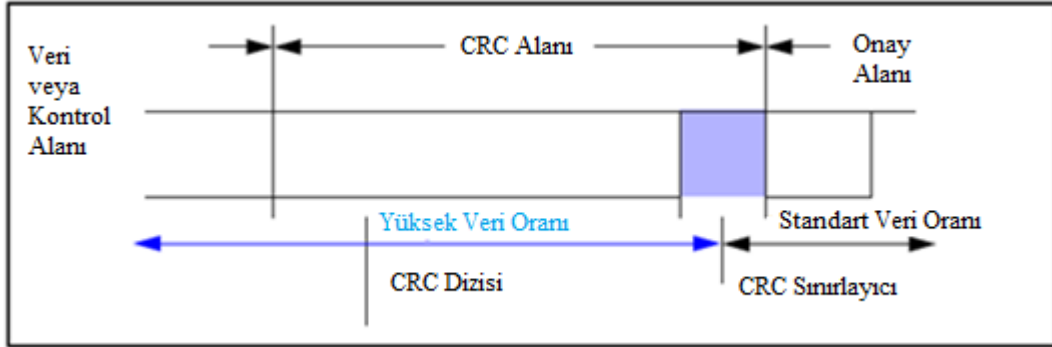 Veri
veya
Kontrol
Alanı
CRC Alanı
Onay
Alanı
Yüksek Veri Oranı
Standart Veri Oranı
CRC Dizisi
CRC Sınırlayıcı